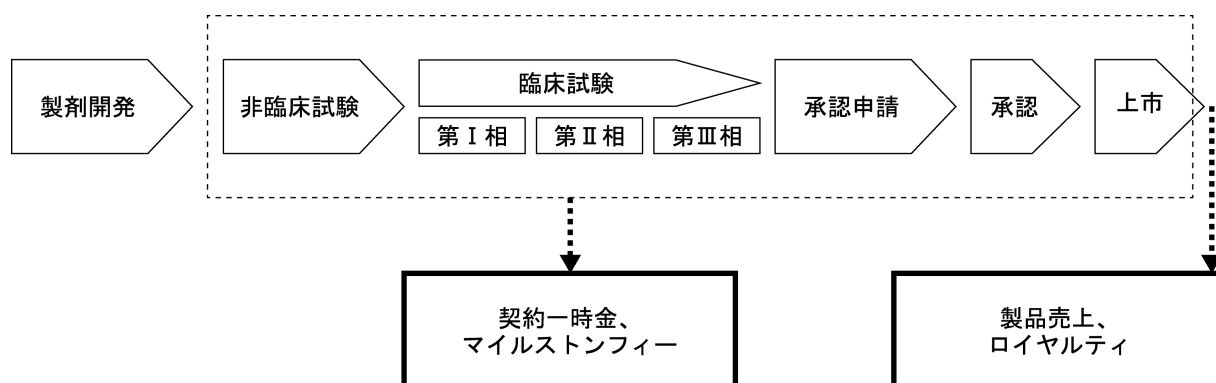 製剤開発
非臨床試験
臨床試験
第Ⅰ相
第Ⅱ相
第Ⅲ相
承認申請
承認
上市
契約一時金、
マイルストンフィー
製品売上、
ロイヤルティ